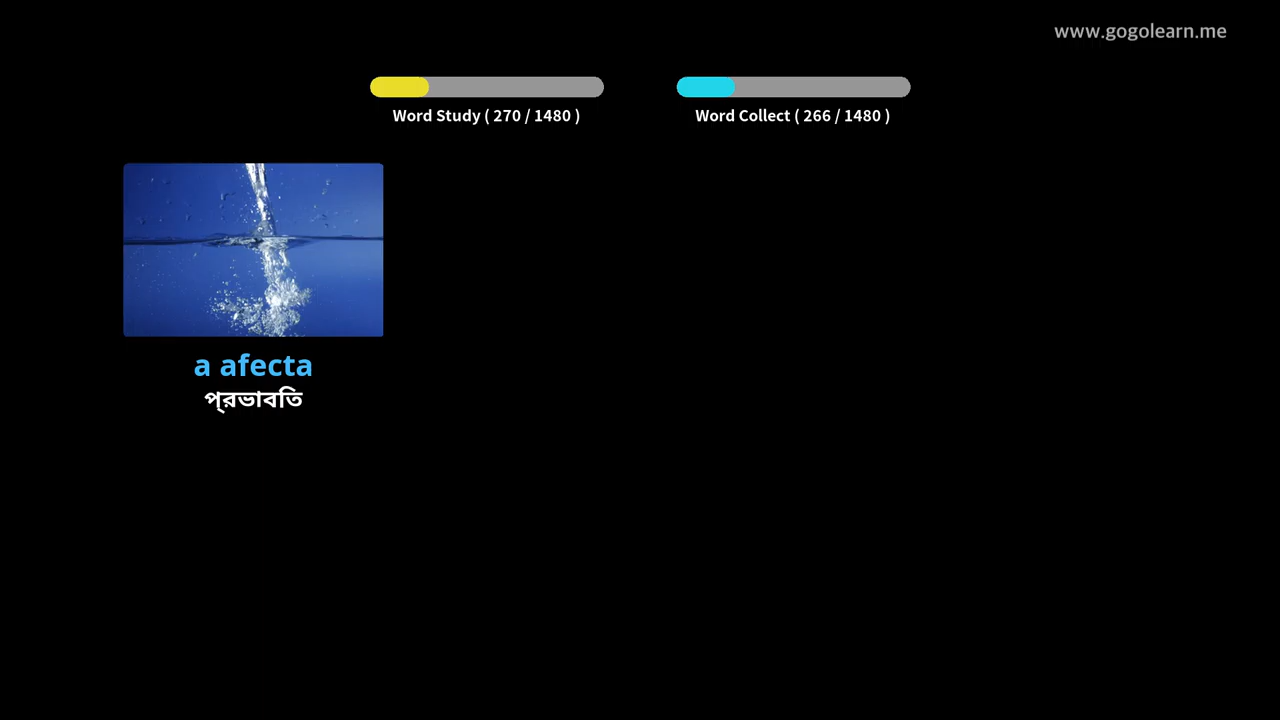 www.gogolearn.me
Word Study ( 270 / 1480 )
Word Collect ( 266 / 1480 )
a afecta
প্রভাবতি